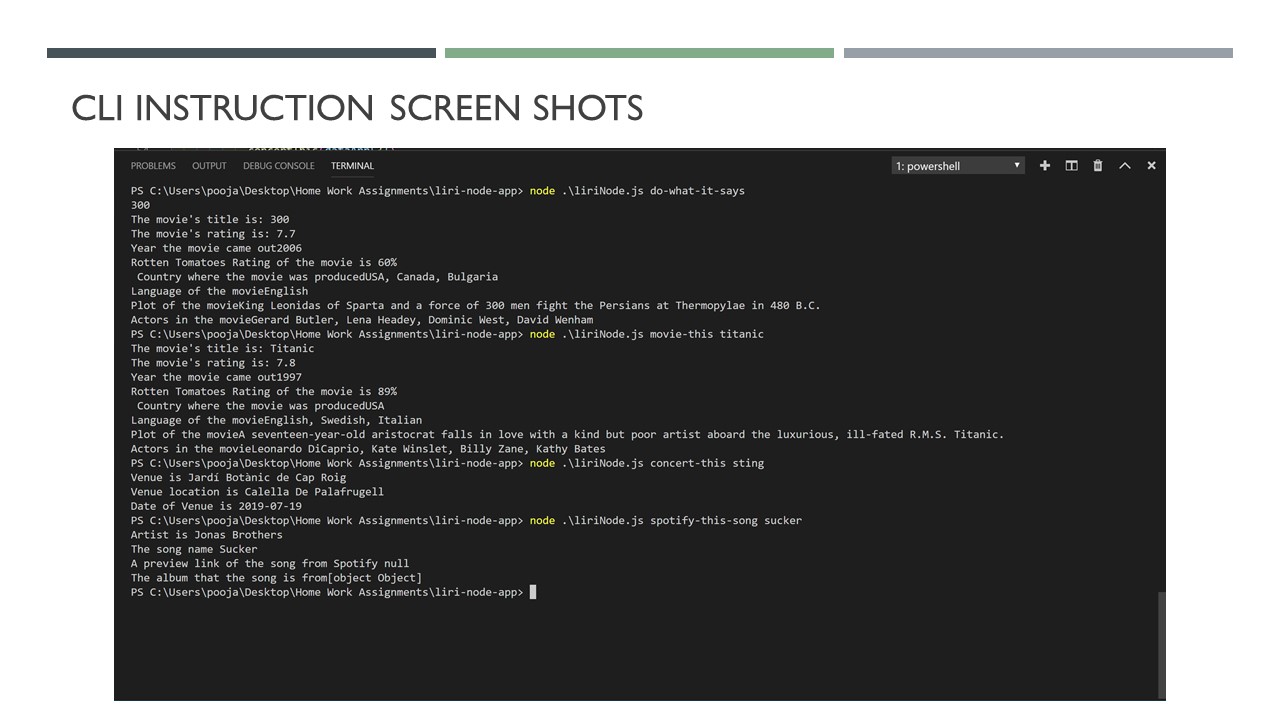 CLI INSTRUCTION SCREEN SHOTS
PROBLEMS OUTPUT DEBUG CONSOLE TERMINAL 1: powershell
PS C:\Users\pooja\Desktop\Home Work Assignments\liri-node-app> node .\liriNode.js do-what-it-says
300
The movie's title is: 300
The movie's rating is: 7.7
Year the movie came out2006
Rotten Tomatoes Rating of the movie is 60%
Country where the movie was producedUSA, Canada, Bulgaria
Language of the movieEnglish
Plot of the movieKing Leonidas of Sparta and a force of 300 men fight the Persians at Thermopylae in 480 B.C.
Actors in the movieGerard Butler, Lena Headey, Dominic West, David Wenham
PS C:\Users\pooja\Desktop\Home Work Assignments\liri-node-app> node .\liriNode.js movie-this titanic
The movie's title is: Titanic
The movie's rating is: 7.8
Year the movie came out1997
Rotten Tomatoes Rating of the movie is 89%
Country where the movie was producedUSA
Language of the movieEnglish, Swedish, Italian
Plot of the movieA seventeen-year-old aristocrat falls in love with a kind but poor artist aboard the luxurious, ill-fated R.M.S. Titanic.
Actors in the movieLeonardo DiCaprio, Kate Winslet, Billy Zane, Kathy Bates
PS C:\Users\pooja\Desktop\Home Work Assignments\liri-node-app> node .\liriNode.js concert-this sting
Venue is Jardí Botànic de Cap Roig
Venue location is Calella De Palafrugell
Date of Venue is 2019-07-19
PS C:\Users\pooja\Desktop\Home Work Assignments\liri-node-app> node .\liriNode.js spotify-this-song sucker
Artist is Jonas Brothers
The song name Sucker
A preview link of the song from Spotify null
The album that the song is from[object Object]
PS C:\Users\pooja\Desktop\Home Work Assignments\liri-node-app>